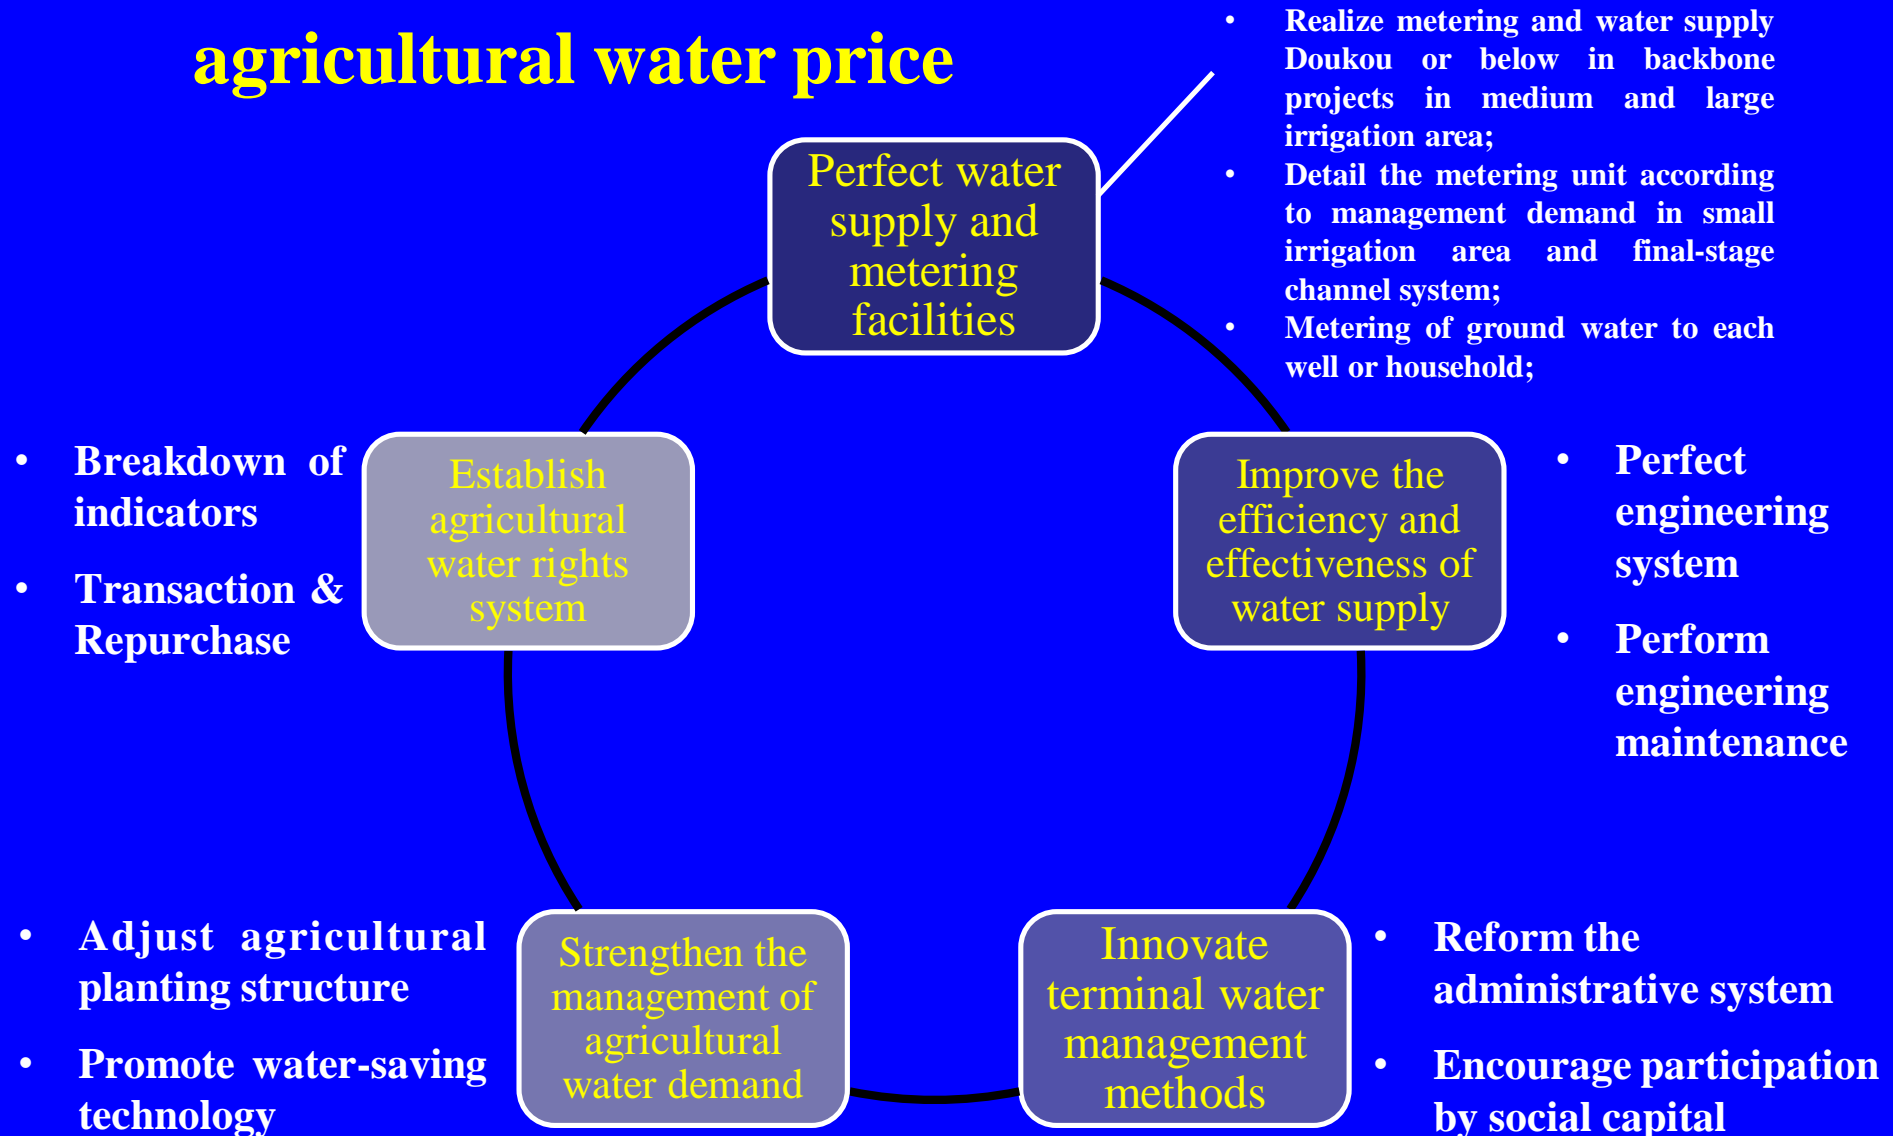 agricultural water price
• Realize metering and water supply
Doukou or below in backbone
projects in medium and large
irrigation area;
• Detail the metering unit according
to management demand in small
irrigation area and final-stage
channel system;
• Metering of ground water to each
well or household;
Perfect water
supply and
metering
facilities
• Breakdown of
indicators
• Transaction &
Repurchase
Establish
agricultural
water rights
system
Improve the
efficiency and
effectiveness of
water supply
• Perfect
engineering
system
• Perform
engineering
maintenance
• Adjust agricultural
planting structure
• Promote water-saving
technology
Strengthen the
management of
agricultural
water demand
Innovate
terminal water
management
methods
• Reform the
administrative system
• Encourage participation
by social capital